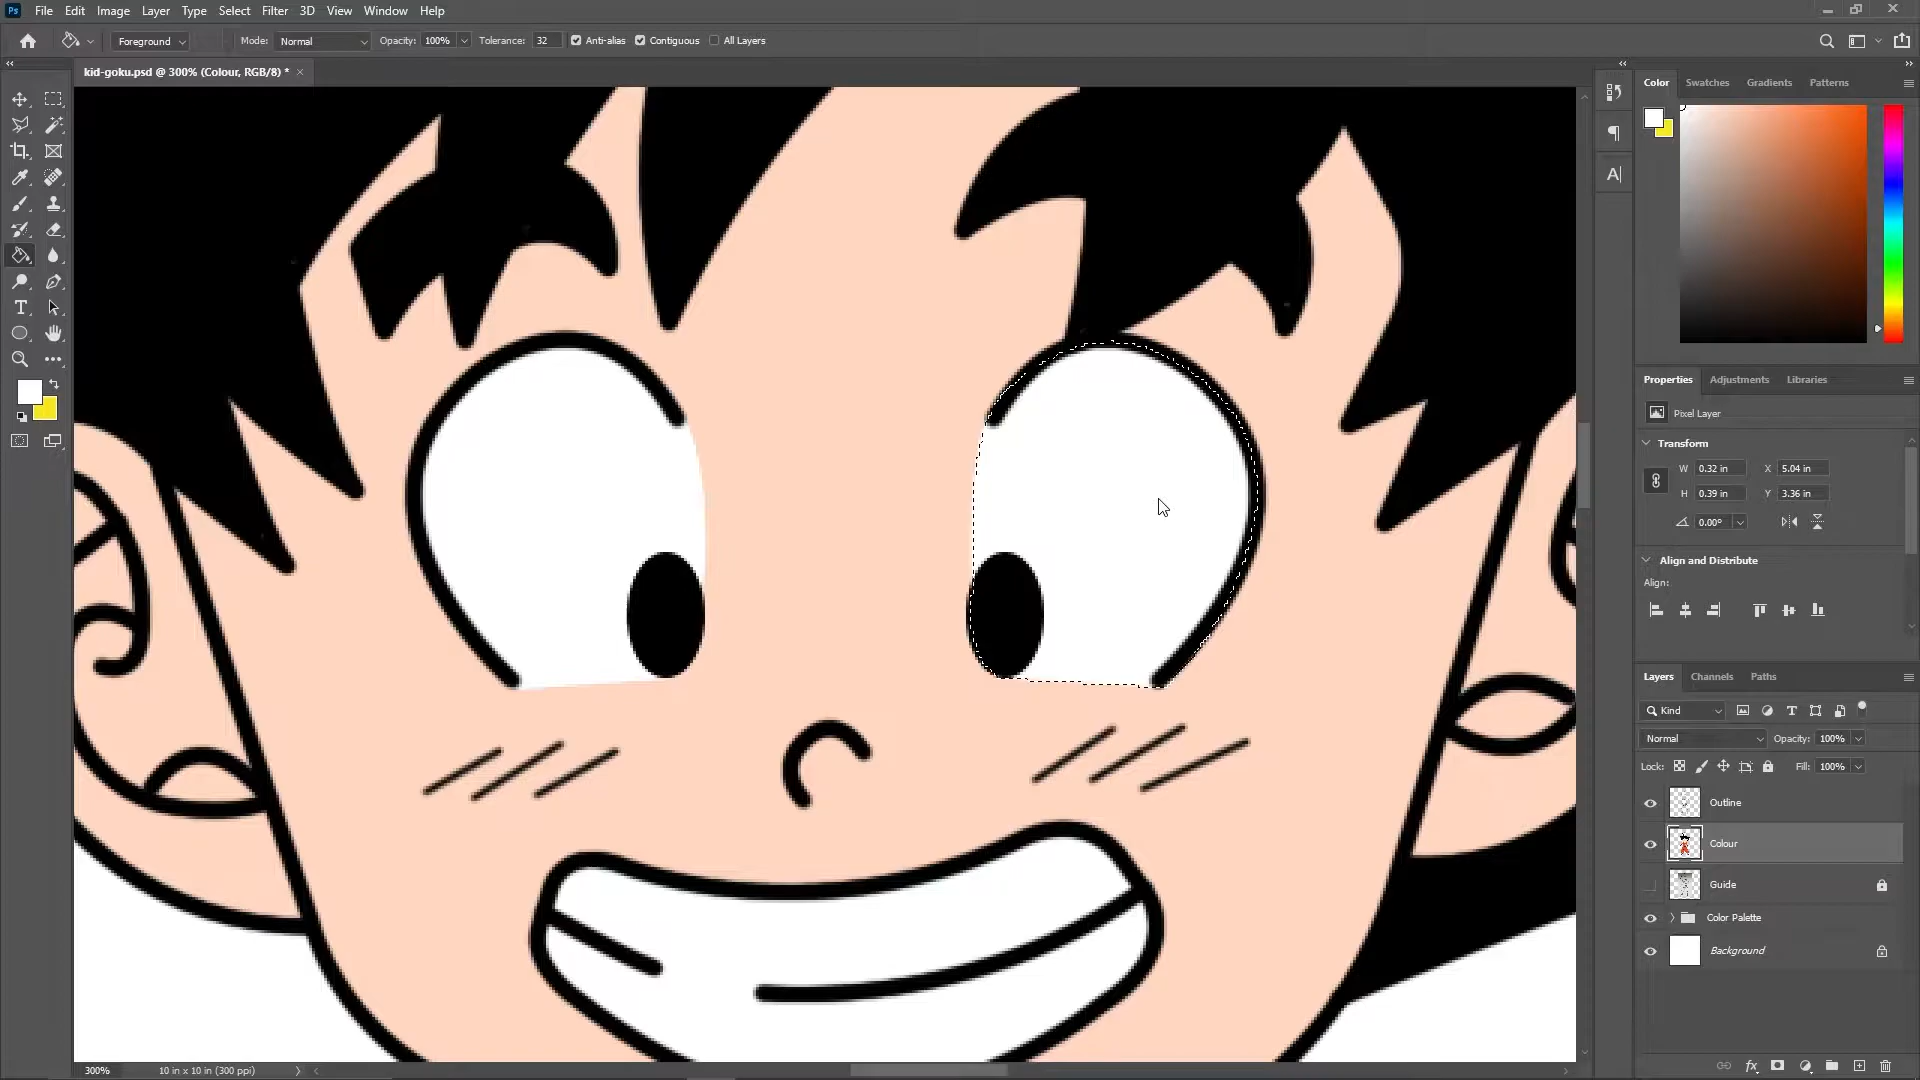 Ps File Edit Image Layer Type Select Filter 3D View Window Help
Foreground Mode: Normal Opacity: 100% Tolerance: 32 Anti-alias Contiguous All Layers
kid-goku.psd @ 300% (Colour, RGB/8) *
Color Swatches Gradients Patterns
Properties Adjustments Libraries
Pixel Layer
Transform
W 0.32 in X 5.04 in
H 0.39 in Y 3.36 in
0.00°
Align and Distribute
Align:
Layers Channels Paths
Kind
Normal Opacity: 100%
Lock: Fill: 100%
Outline
Colour
Guide
Color Palette
Background
300% 10 in x 10 in (300 ppi)